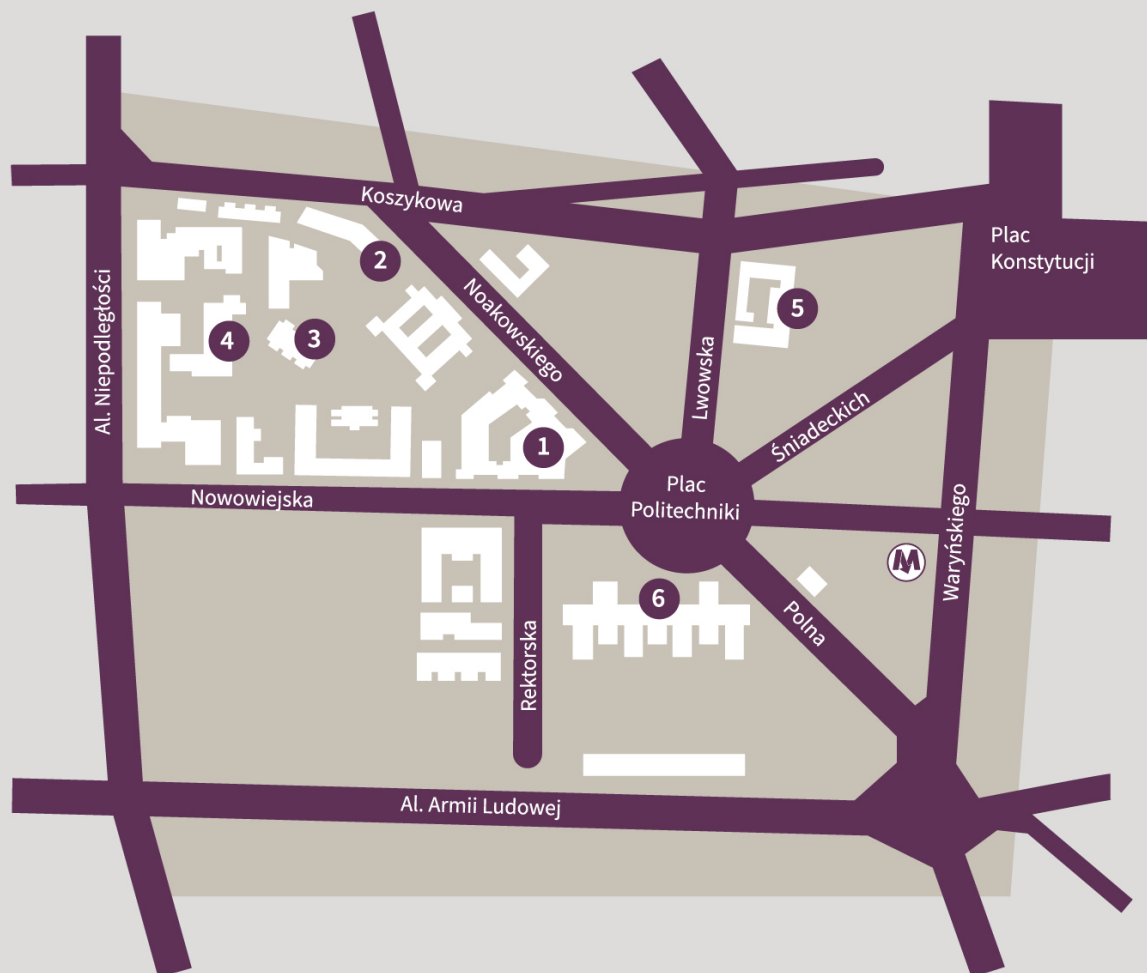 Koszykowa
Plac
Konstytucji
2
Noakowskiego
5
Al. Niepodległości
4
3
Lwowska
Śniadeckich
1
Plac
Politechniki
Nowowiejska
Waryńskiego
M
6
Polna
Rektorska
Al. Armii Ludowej